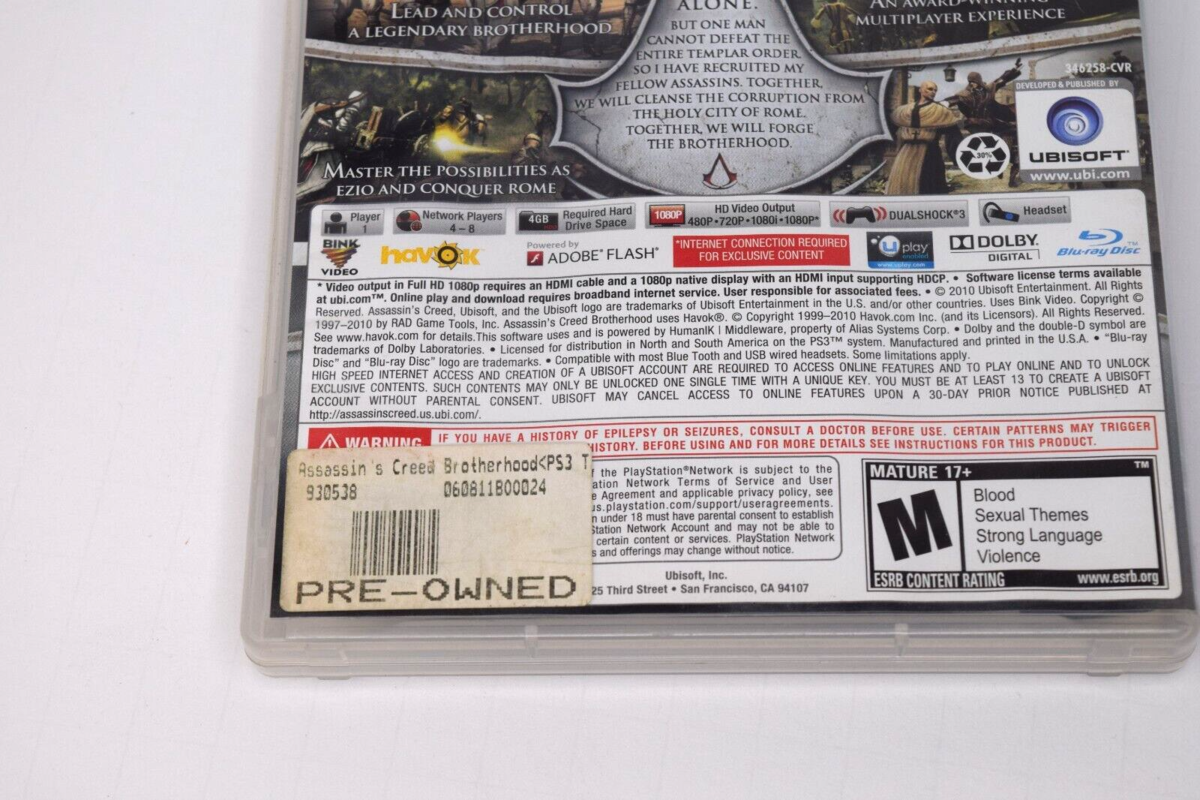 LEAD AND CONTROL
A LEGENDARY BROTHERHOOD
ALONE.
BUT ONE MAN
CANNOT DEFEAT THE
ENTIRE TEMPLAR ORDER.
SO I HAVE RECRUITED MY
FELLOW ASSASSINS. TOGETHER,
WE WILL CLEANSE THE CORRUPTION FROM
THE HOLY CITY OF ROME.
TOGETHER, WE WILL FORGE
THE BROTHERHOOD.
AN AWARD-WINNING
MULTIPLAYER EXPERIENCE
346258-CVR
DEVELOPED & PUBLISHED BY
UBISOFT
www.ubi.com
30%
MASTER THE POSSIBILITIES AS
EZIO AND CONQUER ROME
Player
1
Network Players
4 – 8
4GB
Required Hard
Drive Space
1080P
HD Video Output
480P•720P•1080i•1080P*
DUALSHOCK®3
Headset
BINK
VIDEO
havok
Powered by
ADOBE® FLASH®
*INTERNET CONNECTION REQUIRED
FOR EXCLUSIVE CONTENT
Uplay
enabled
www.uplay.com
DOLBY
DIGITAL
Blu-ray Disc™
* Video output in Full HD 1080p requires an HDMI cable and a 1080p native display with an HDMI input supporting HDCP. • Software license terms available
at ubi.com™. Online play and download requires broadband internet service. User responsible for associated fees. • © 2010 Ubisoft Entertainment. All Rights
Reserved. Assassin's Creed, Ubisoft, and the Ubisoft logo are trademarks of Ubisoft Entertainment in the U.S. and/or other countries. Uses Bink Video. Copyright ©
1997–2010 by RAD Game Tools, Inc. Assassin's Creed Brotherhood uses Havok®. © Copyright 1999–2010 Havok.com Inc. (and its Licensors). All Rights Reserved.
See www.havok.com for details.This software uses and is powered by HumanIK | Middleware, property of Alias Systems Corp. • Dolby and the double-D symbol are
trademarks of Dolby Laboratories. • Licensed for distribution in North and South America on the PS3™ system. Manufactured and printed in the U.S.A. • "Blu-ray
Disc" and "Blu-ray Disc" logo are trademarks. • Compatible with most Blue Tooth and USB wired headsets. Some limitations apply.
HIGH SPEED INTERNET ACCESS AND CREATION OF A UBISOFT ACCOUNT ARE REQUIRED TO ACCESS ONLINE FEATURES AND TO PLAY ONLINE AND TO UNLOCK
EXCLUSIVE CONTENTS. SUCH CONTENTS MAY ONLY BE UNLOCKED ONE SINGLE TIME WITH A UNIQUE KEY. YOU MUST BE AT LEAST 13 TO CREATE A UBISOFT
ACCOUNT WITHOUT PARENTAL CONSENT. UBISOFT MAY CANCEL ACCESS TO ONLINE FEATURES UPON A 30-DAY PRIOR NOTICE PUBLISHED AT
http://assassinscreed.us.ubi.com/.
WARNING
IF YOU HAVE A HISTORY OF EPILEPSY OR SEIZURES, CONSULT A DOCTOR BEFORE USE. CERTAIN PATTERNS MAY TRIGGER
HISTORY. BEFORE USING AND FOR MORE DETAILS SEE INSTRUCTIONS FOR THIS PRODUCT.
Assassin's Creed Brotherhood<PS3 T
930538 060811B00024
PRE-OWNED
the PlayStation®Network is subject to the
ation Network Terms of Service and User
e Agreement and applicable privacy policy, see
us.playstation.com/support/useragreements.
n under 18 must have parental consent to establish
Station Network Account and may not be able to
certain content or services. PlayStation Network
s and offerings may change without notice.
Ubisoft, Inc.
25 Third Street • San Francisco, CA 94107
MATURE 17+
TM
M
Blood
Sexual Themes
Strong Language
Violence
ESRB CONTENT RATING www.esrb.org